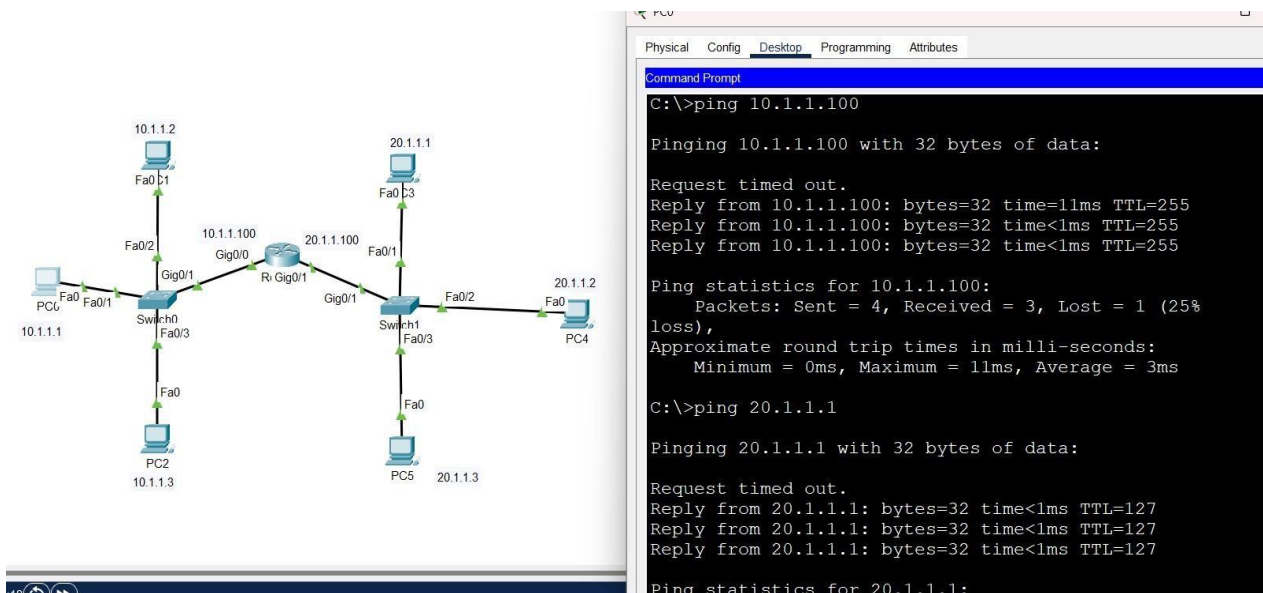 10.1.1.2
Fa0
Fa0/2
10.1.1.100
Gig0/0
Gig0/1
Fa0
Fa0/1
10.1.1.1
Switch0
Fa0/3
Fa0
PC2
10.1.1.3
20.1.1.1
Fa0
20.1.1.100
Fa0/1
Gig0/1
Gig0/1
Switch1
Fa0/2
Fa0/3
20.1.1.2
Fa0
PC4
Fa0
PC5
20.1.1.3
PC0
Physical Config Desktop Programming Attributes
Command Prompt
C:\>ping 10.1.1.100
Pinging 10.1.1.100 with 32 bytes of data:
Request timed out.
Reply from 10.1.1.100: bytes=32 time=11ms TTL=255
Reply from 10.1.1.100: bytes=32 time<1ms TTL=255
Reply from 10.1.1.100: bytes=32 time<1ms TTL=255
Ping statistics for 10.1.1.100:
Packets: Sent = 4, Received = 3, Lost = 1 (25%
loss),
Approximate round trip times in milli-seconds:
Minimum = 0ms, Maximum = 11ms, Average = 3ms
C:\>ping 20.1.1.1
Pinging 20.1.1.1 with 32 bytes of data:
Request timed out.
Reply from 20.1.1.1: bytes=32 time<1ms TTL=127
Reply from 20.1.1.1: bytes=32 time<1ms TTL=127
Reply from 20.1.1.1: bytes=32 time<1ms TTL=127
Ping statistics for 20.1.1.1: